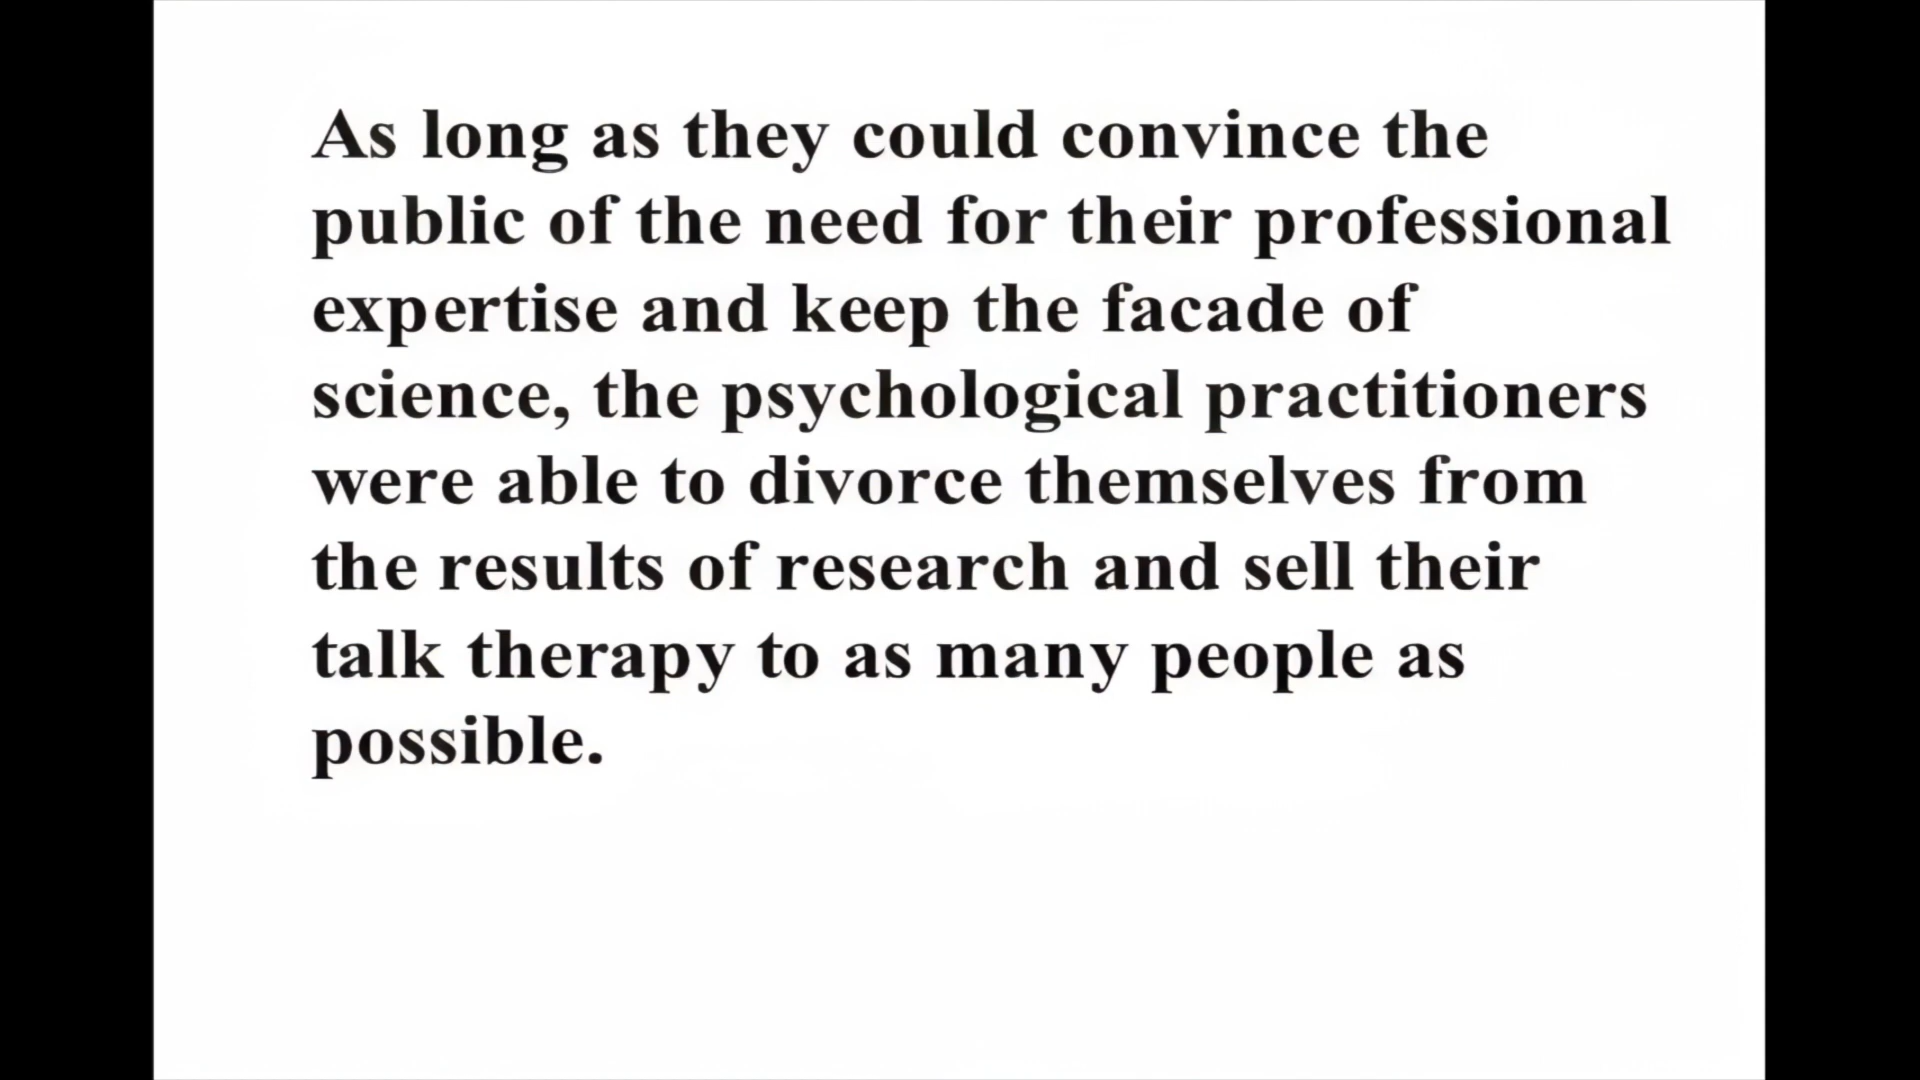 As long as they could convince the
public of the need for their professional
expertise and keep the facade of
science, the psychological practitioners
were able to divorce themselves from
the results of research and sell their
talk therapy to as many people as
possible.